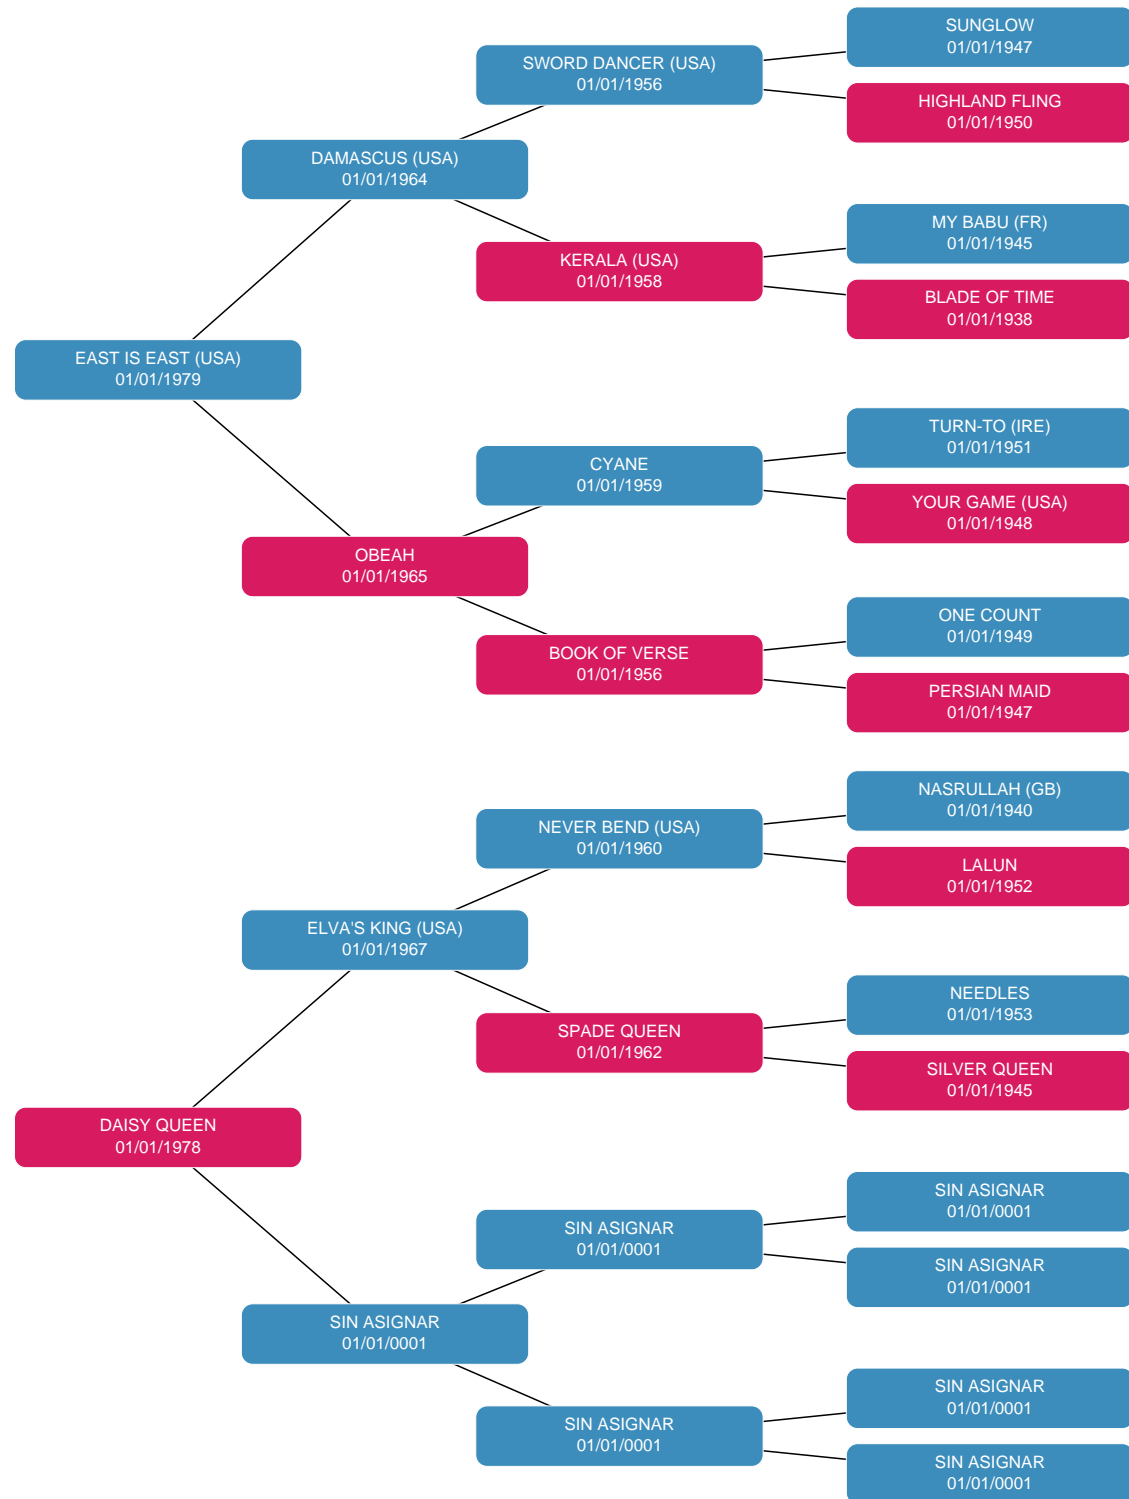 SUNGLOW
01/01/1947
SWORD DANCER (USA)
01/01/1956
HIGHLAND FLING
01/01/1950
DAMASCUS (USA)
01/01/1964
MY BABU (FR)
01/01/1945
KERALA (USA)
01/01/1958
BLADE OF TIME
01/01/1938
EAST IS EAST (USA)
01/01/1979
TURN-TO (IRE)
01/01/1951
CYANE
01/01/1959
YOUR GAME (USA)
01/01/1948
OBEAH
01/01/1965
ONE COUNT
01/01/1949
BOOK OF VERSE
01/01/1956
PERSIAN MAID
01/01/1947
NASRULLAH (GB)
01/01/1940
NEVER BEND (USA)
01/01/1960
LALUN
01/01/1952
ELVA'S KING (USA)
01/01/1967
NEEDLES
01/01/1953
SPADE QUEEN
01/01/1962
SILVER QUEEN
01/01/1945
DAISY QUEEN
01/01/1978
SIN ASIGNAR
01/01/0001
SIN ASIGNAR
01/01/0001
SIN ASIGNAR
01/01/0001
SIN ASIGNAR
01/01/0001
SIN ASIGNAR
01/01/0001
SIN ASIGNAR
01/01/0001
SIN ASIGNAR
01/01/0001